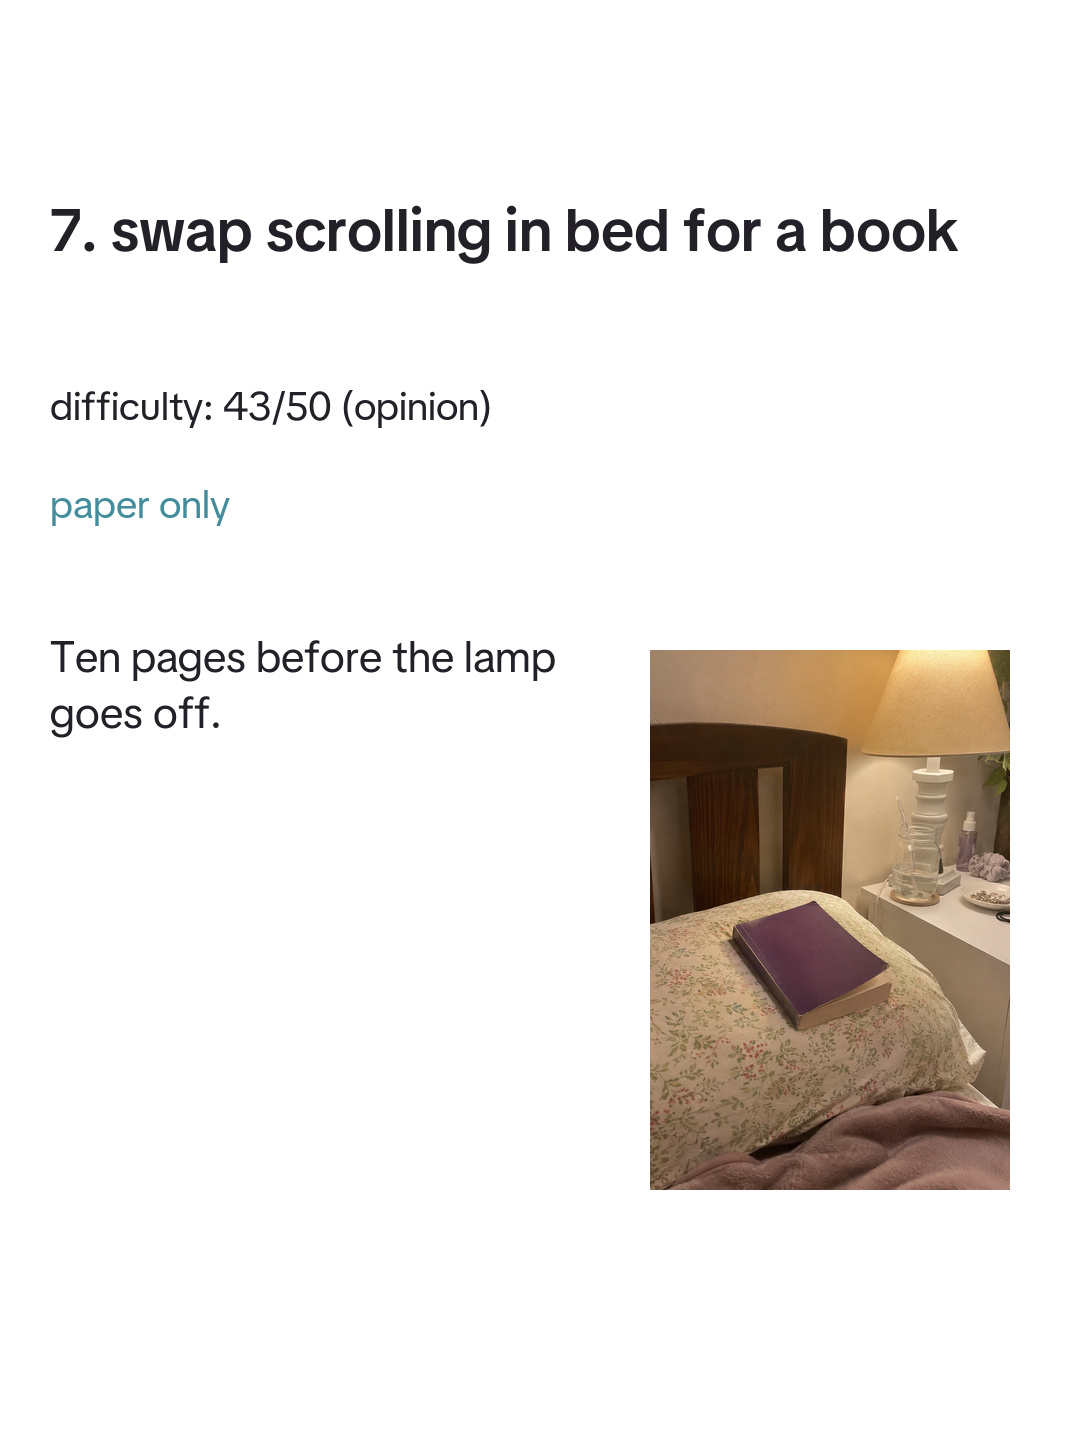 7. swap scrolling in bed for a book
difficulty: 43/50 (opinion)
paper only
Ten pages before the lamp
goes off.